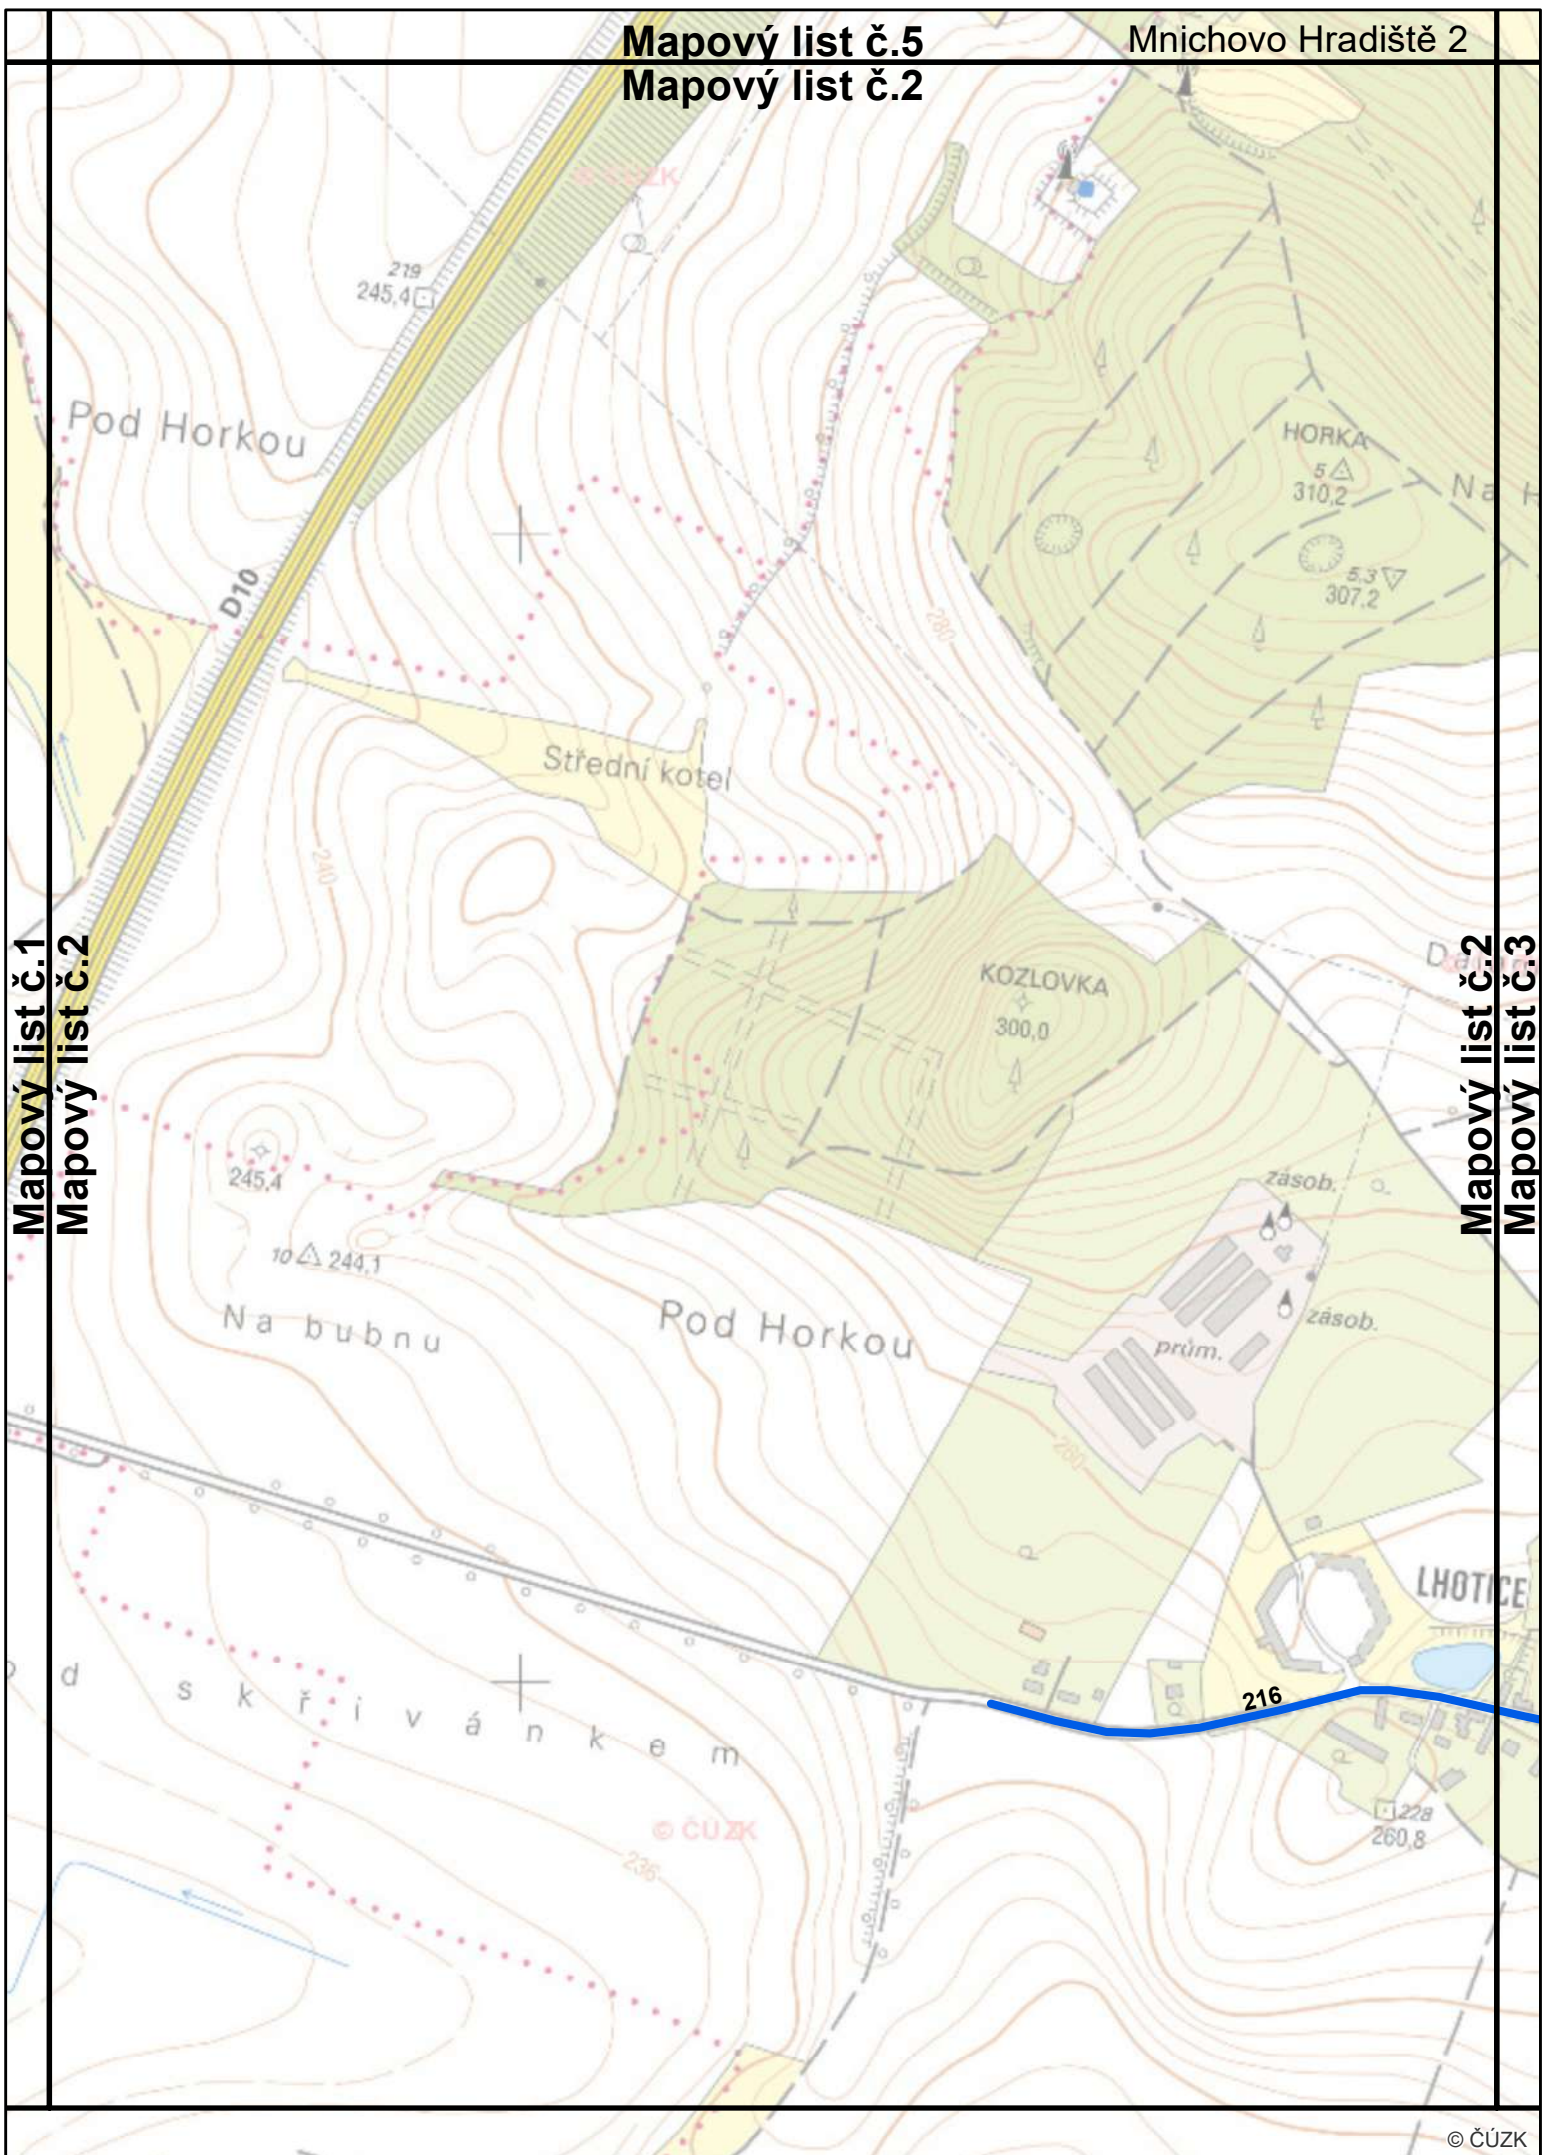 Mapový list č.5
Mnichovo Hradiště 2
Mapový list č.2
© ČÚZK
219
245,4
Pod Horkou
HORKA
5
310,2
Na H
5.3
307,2
D10
280
Střední kotel
240
KOZLOVKA
300,0
Mapový list č.1
Mapový list č.2
Mapový list č.2
Mapový list č.3
245,4
10 244,1
Na bubnu
Pod Horkou
zásob.
zásob.
prům.
260
LHOTICE
d skřivánkem
216
228
260,8
© ČÚZK
236
© ČÚZK